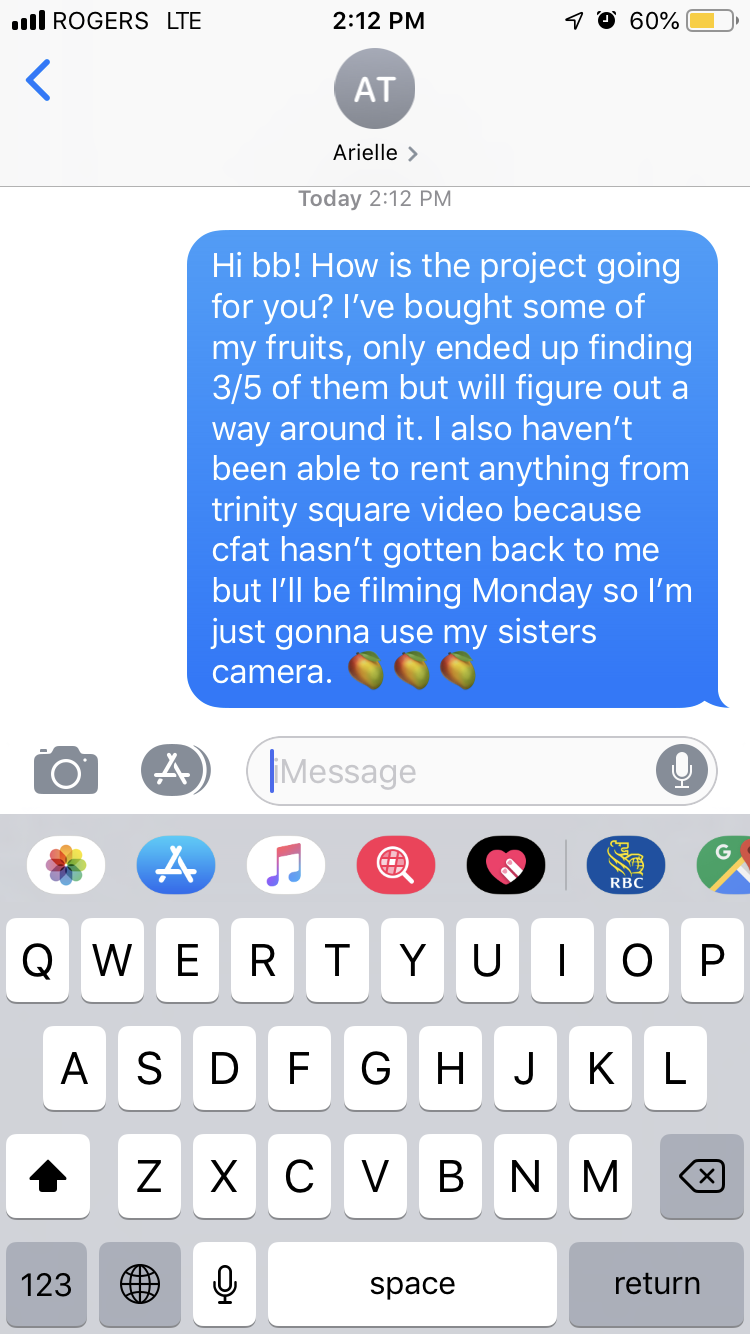 ROGERS LTE 2:12 PM 60%
AT
Arielle
Today 2:12 PM
Hi bb! How is the project going
for you? I’ve bought some of
my fruits, only ended up finding
3/5 of them but will figure out a
way around it. I also haven’t
been able to rent anything from
trinity square video because
cfat hasn’t gotten back to me
but I’ll be filming Monday so I’m
just gonna use my sisters
camera. 🥭🥭🥭
iMessage
RBC G
Q W E R T Y U I O P
A S D F G H J K L
Z X C V B N M
123 space return